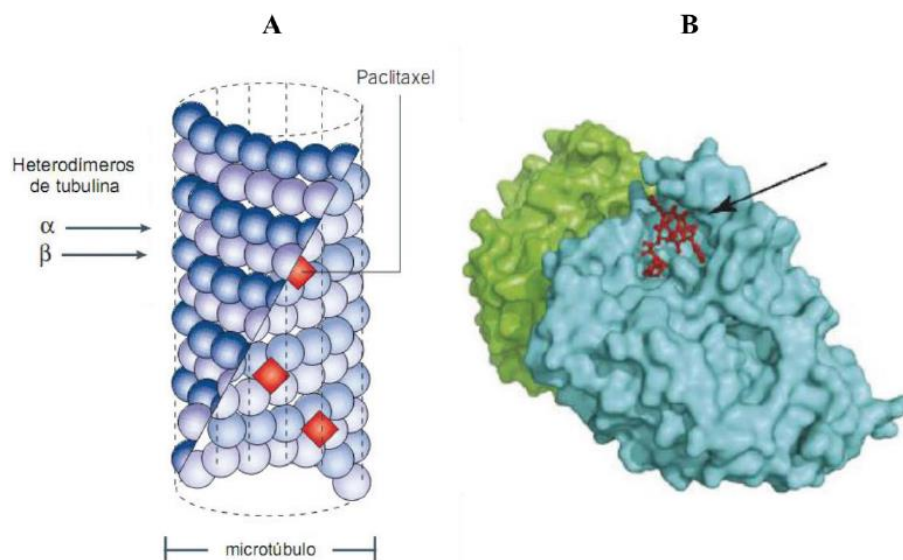 A
B
Paclitaxel
Heterodímeros
de tubulina
α
β
microtúbulo